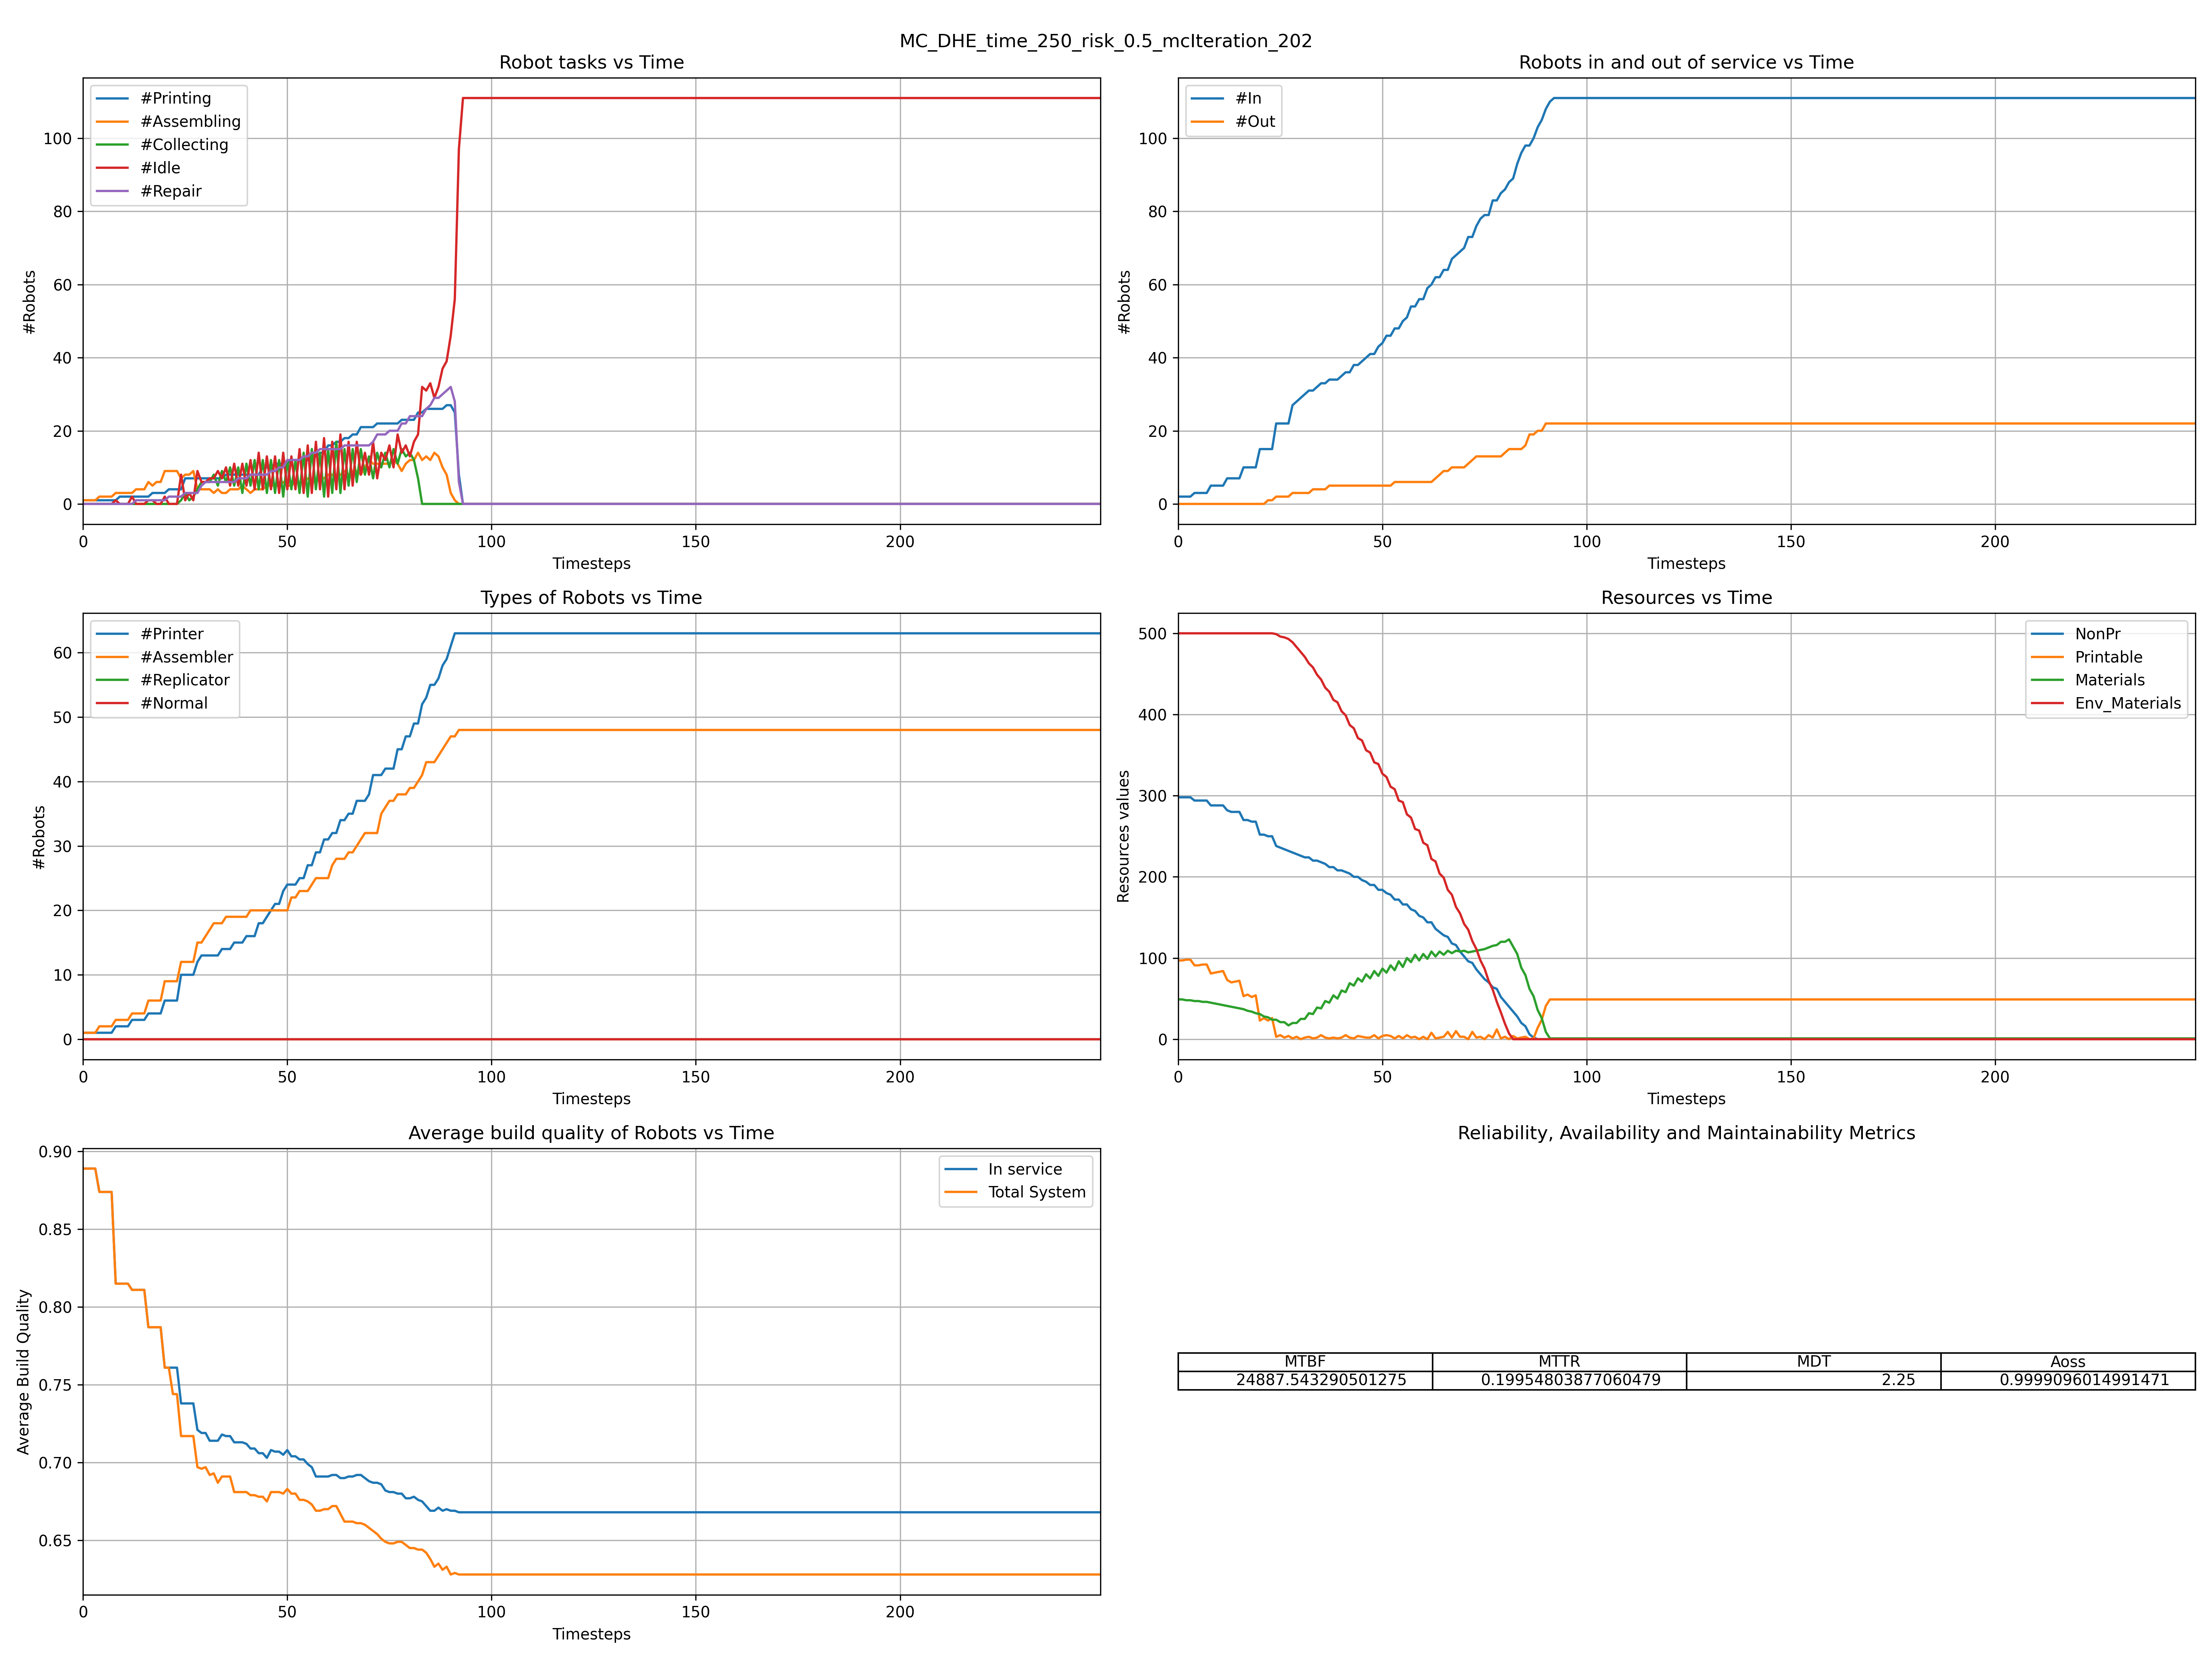 MC_DHE_time_250_risk_0.5_mcIteration_202
Robot tasks vs Time
#Printing
#Assembling
#Collecting
#Idle
#Repair
#Robots
100
80
60
40
20
0
0 50 100 150 200
Timesteps
Robots in and out of service vs Time
#In
#Out
#Robots
100
80
60
40
20
0
0 50 100 150 200
Timesteps
Types of Robots vs Time
#Printer
#Assembler
#Replicator
#Normal
#Robots
60
50
40
30
20
10
0
0 50 100 150 200
Timesteps
Resources vs Time
NonPr
Printable
Materials
Env_Materials
Resources values
500
400
300
200
100
0
0 50 100 150 200
Timesteps
Average build quality of Robots vs Time
In service
Total System
Average Build Quality
0.90
0.85
0.80
0.75
0.70
0.65
0 50 100 150 200
Timesteps
Reliability, Availability and Maintainability Metrics
MTBF MTTR MDT Aoss
24887.543290501275 0.19954803877060479 2.25 0.9999096014991471